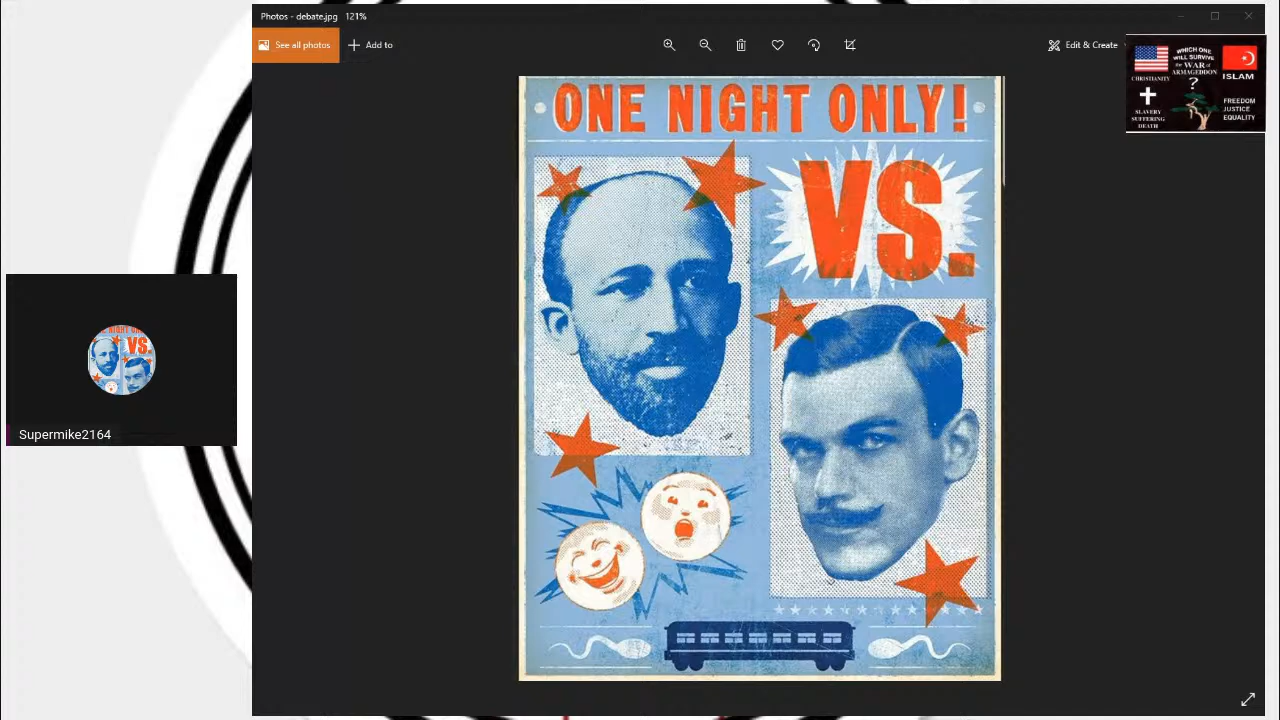 Photos - debate.jpg 121%
See all photos
Add to
Edit & Create
ONE NIGHT ONLY!
VS.
WHICH ONE
WILL SURVIVE
the WAR of
ARMAGEDDON
?
CHRISTIANITY
SLAVERY
SUFFERING
DEATH
ISLAM
FREEDOM
JUSTICE
EQUALITY
VS.
Supermike2164